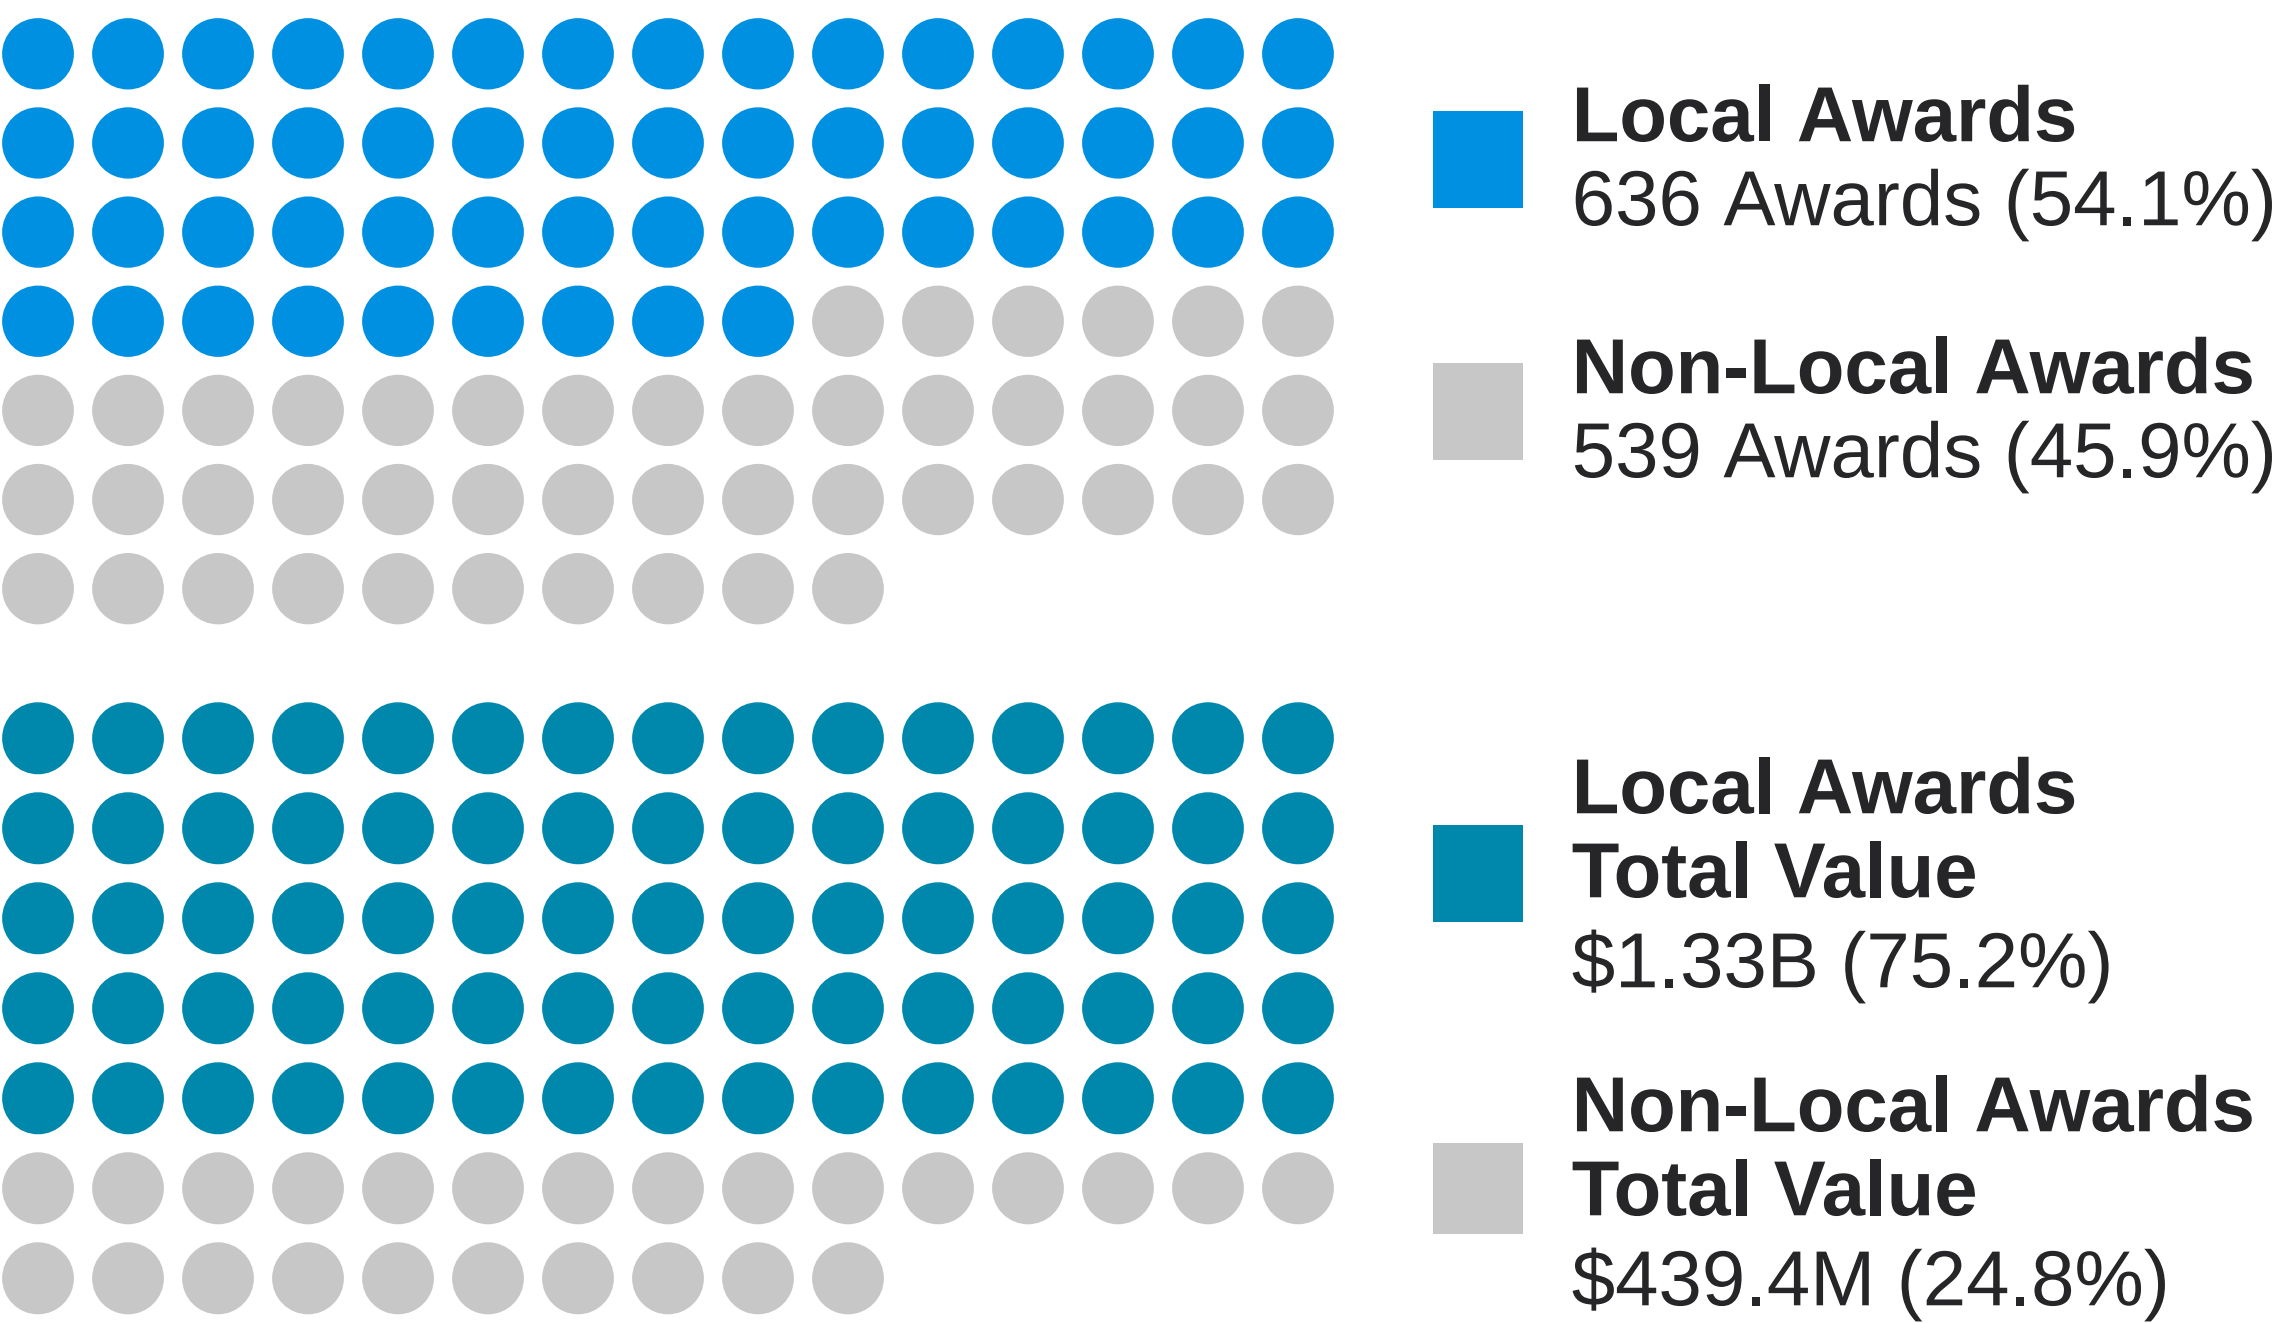 Local Awards
636 Awards (54.1%)
Non-Local Awards
539 Awards (45.9%)
Local Awards
Total Value
$1.33B (75.2%)
Non-Local Awards
Total Value
$439.4M (24.8%)